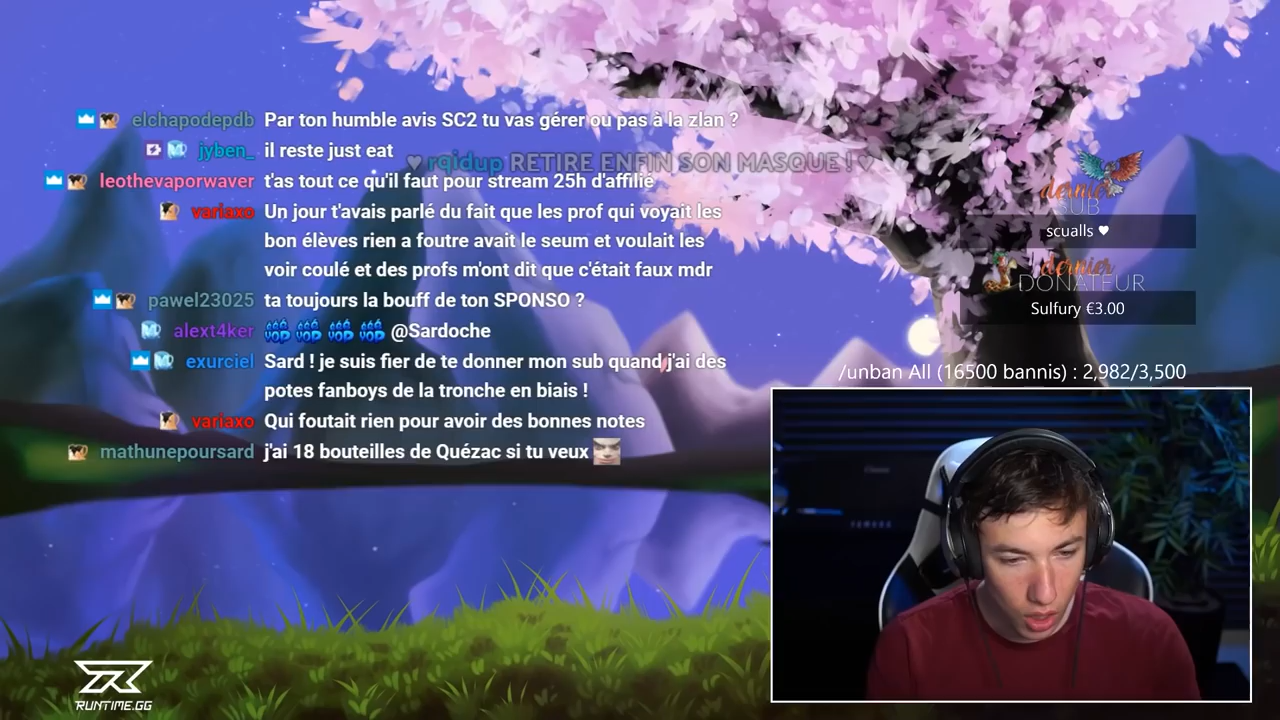 elchapodepdb Par ton humble avis SC2 tu vas gérer ou pas à la zlan ?
jyben_ il reste just eat
♥ rqidup RETIRE ENFIN SON MASQUE ! ♥
leothevaporwaver t'as tout ce qu'il faut pour stream 25h d'affilié
variaxo Un jour t'avais parlé du fait que les prof qui voyait les
bon élèves rien a foutre avait le seum et voulait les
voir coulé et des profs m'ont dit que c'était faux mdr
pawel23025 ta toujours la bouff de ton SPONSO ?
alext4ker @Sardoche
exurciel Sard ! je suis fier de te donner mon sub quand j'ai des
potes fanboys de la tronche en biais !
variaxo Qui foutait rien pour avoir des bonnes notes
mathunepoursard j'ai 18 bouteilles de Quézac si tu veux
dernier
SUB
scualls ♥
dernier
DONATEUR
Sulfury €3.00
/unban All (16500 bannis) : 2,982/3,500
RUNTIME.GG